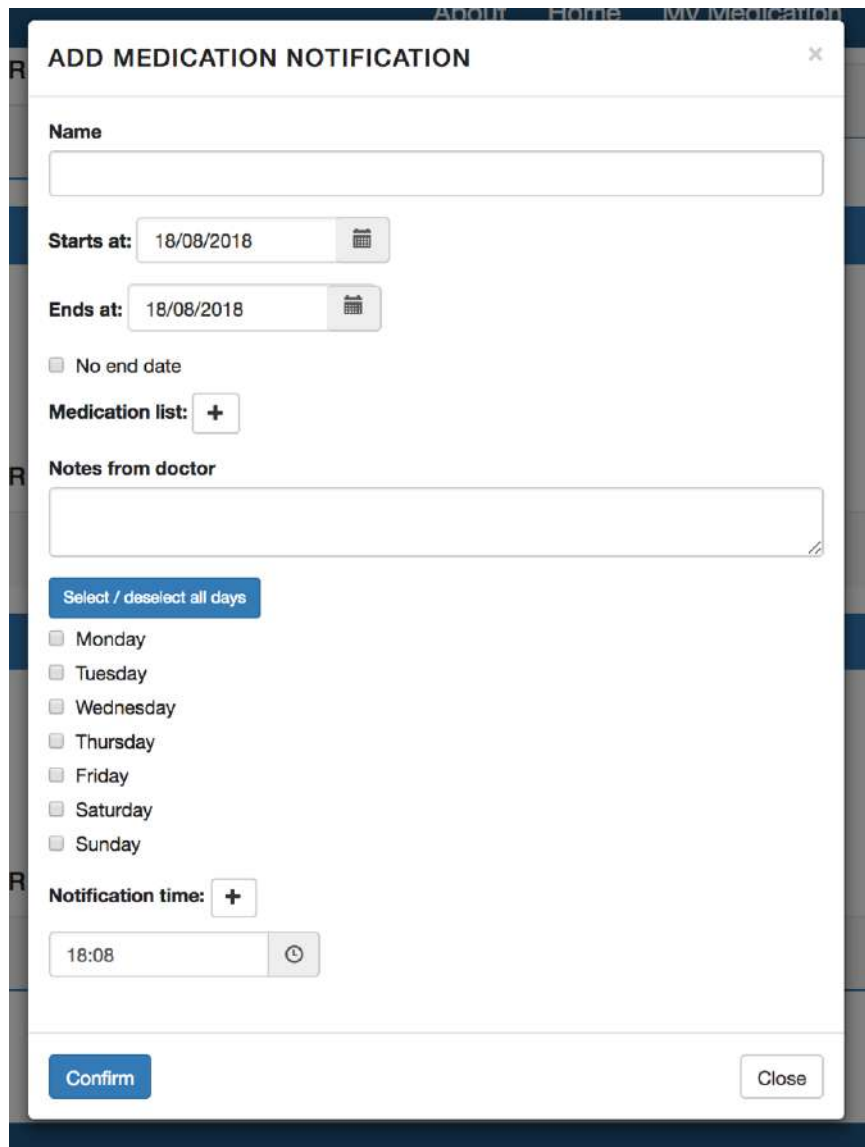 About Home My Medication
ADD MEDICATION NOTIFICATION ×
R
Name
Starts at: 18/08/2018
Ends at: 18/08/2018
No end date
Medication list: +
Notes from doctor
R
Select / deselect all days
Monday
Tuesday
Wednesday
Thursday
Friday
Saturday
Sunday
R
Notification time: +
18:08
Confirm Close